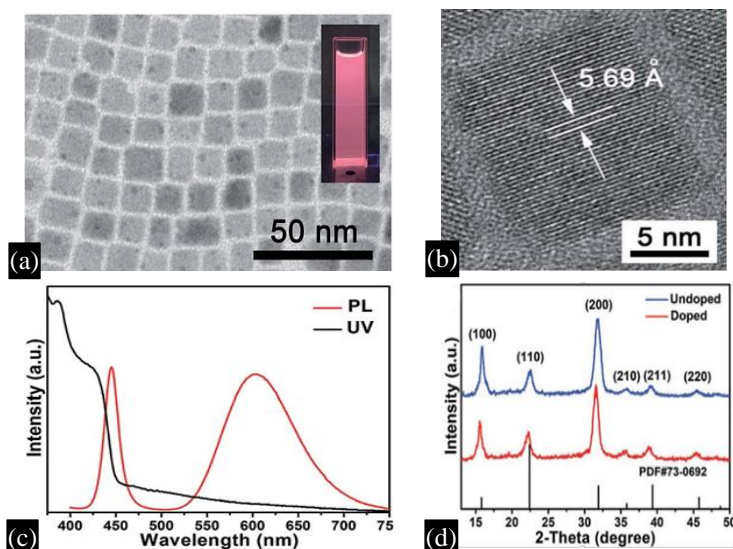 50 nm
(a)
5.69 Å
5 nm
(b)
PL
UV
Intensity (a.u.)
400 450 500 550 600 650 700 75
Wavelength (nm)
(c)
Undoped
Doped
(100) (110) (200) (210) (211) (220)
PDF#73-0692
Intensity (a.u.)
15 20 25 30 35 40 45 50
2-Theta (degree)
(d)